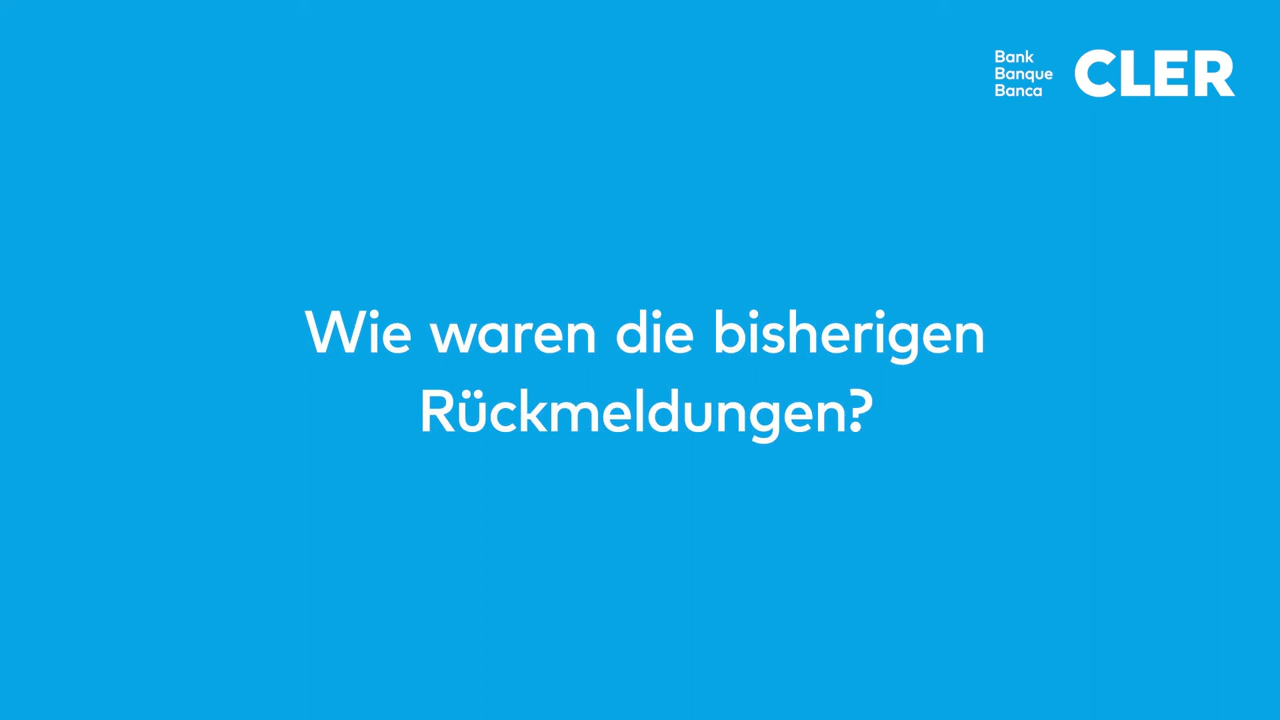 Bank
Banque
Banca
CLER
Wie waren die bisherigen
Rückmeldungen?